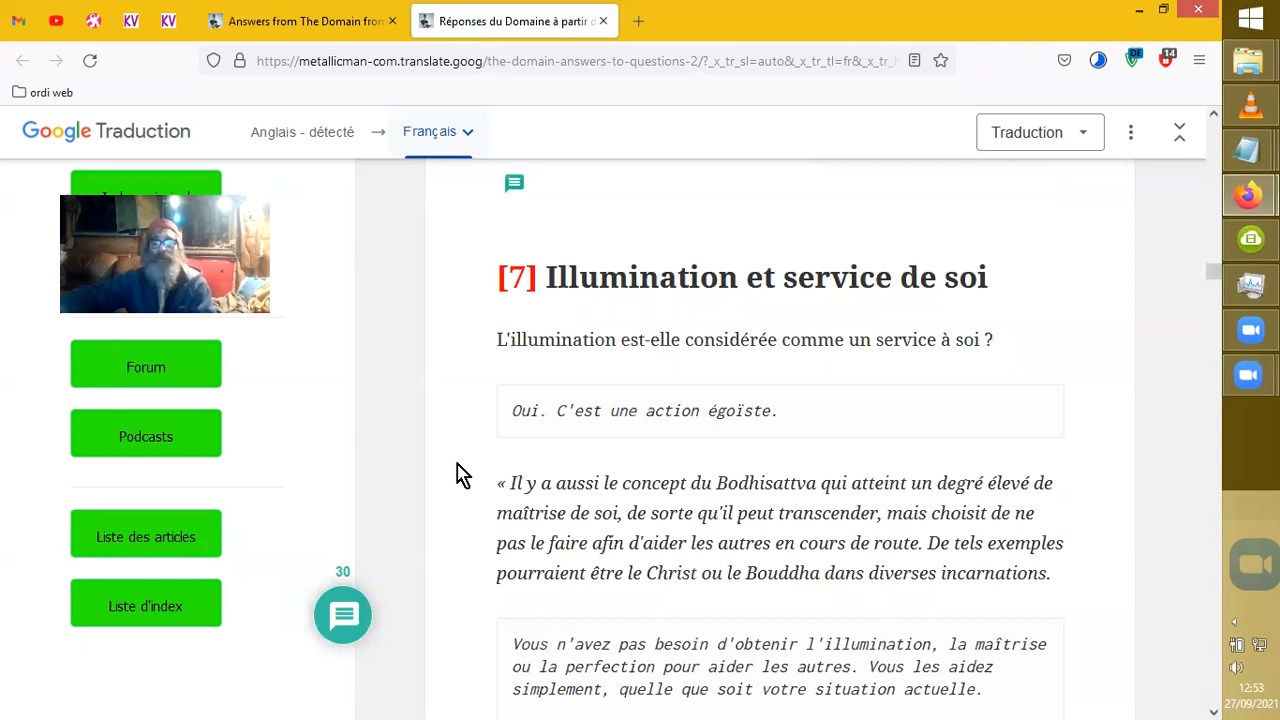 KV
KV
Answers from The Domain from
Réponses du Domaine à partir d
https://metallicman-com.translate.goog/the-domain-answers-to-questions-2/?_x_tr_sl=auto&_x_tr_tl=fr&_x_tr_
DE
14
ordi web
Google Traduction
Anglais - détecté
Français
Traduction
[7] Illumination et service de soi
L'illumination est-elle considérée comme un service à soi ?
Forum
Oui. C'est une action égoïste.
Podcasts
« Il y a aussi le concept du Bodhisattva qui atteint un degré élevé de
maîtrise de soi, de sorte qu'il peut transcender, mais choisit de ne
pas le faire afin d'aider les autres en cours de route. De tels exemples
pourraient être le Christ ou le Bouddha dans diverses incarnations.
Liste des articles
30
Liste d'index
Vous n'avez pas besoin d'obtenir l'illumination, la maîtrise
ou la perfection pour aider les autres. Vous les aidez
simplement, quelle que soit votre situation actuelle.
12:53
27/09/2021